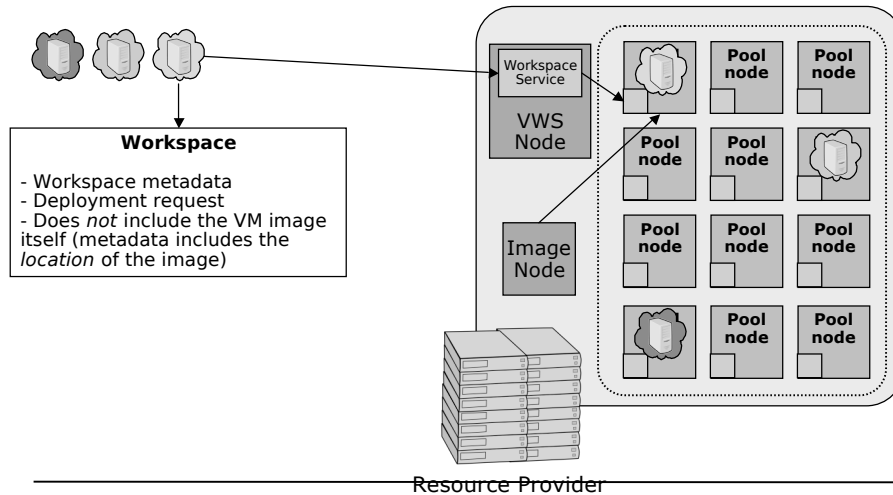 Workspace
- Workspace metadata
- Deployment request
- Does not include the VM image
itself (metadata includes the
location of the image)
Workspace
Service
VWS
Node
Image
Node
Pool
node
Pool
node
Pool
node
Pool
node
Pool
node
Pool
node
Pool
node
Pool
node
Pool
node
Resource Provider